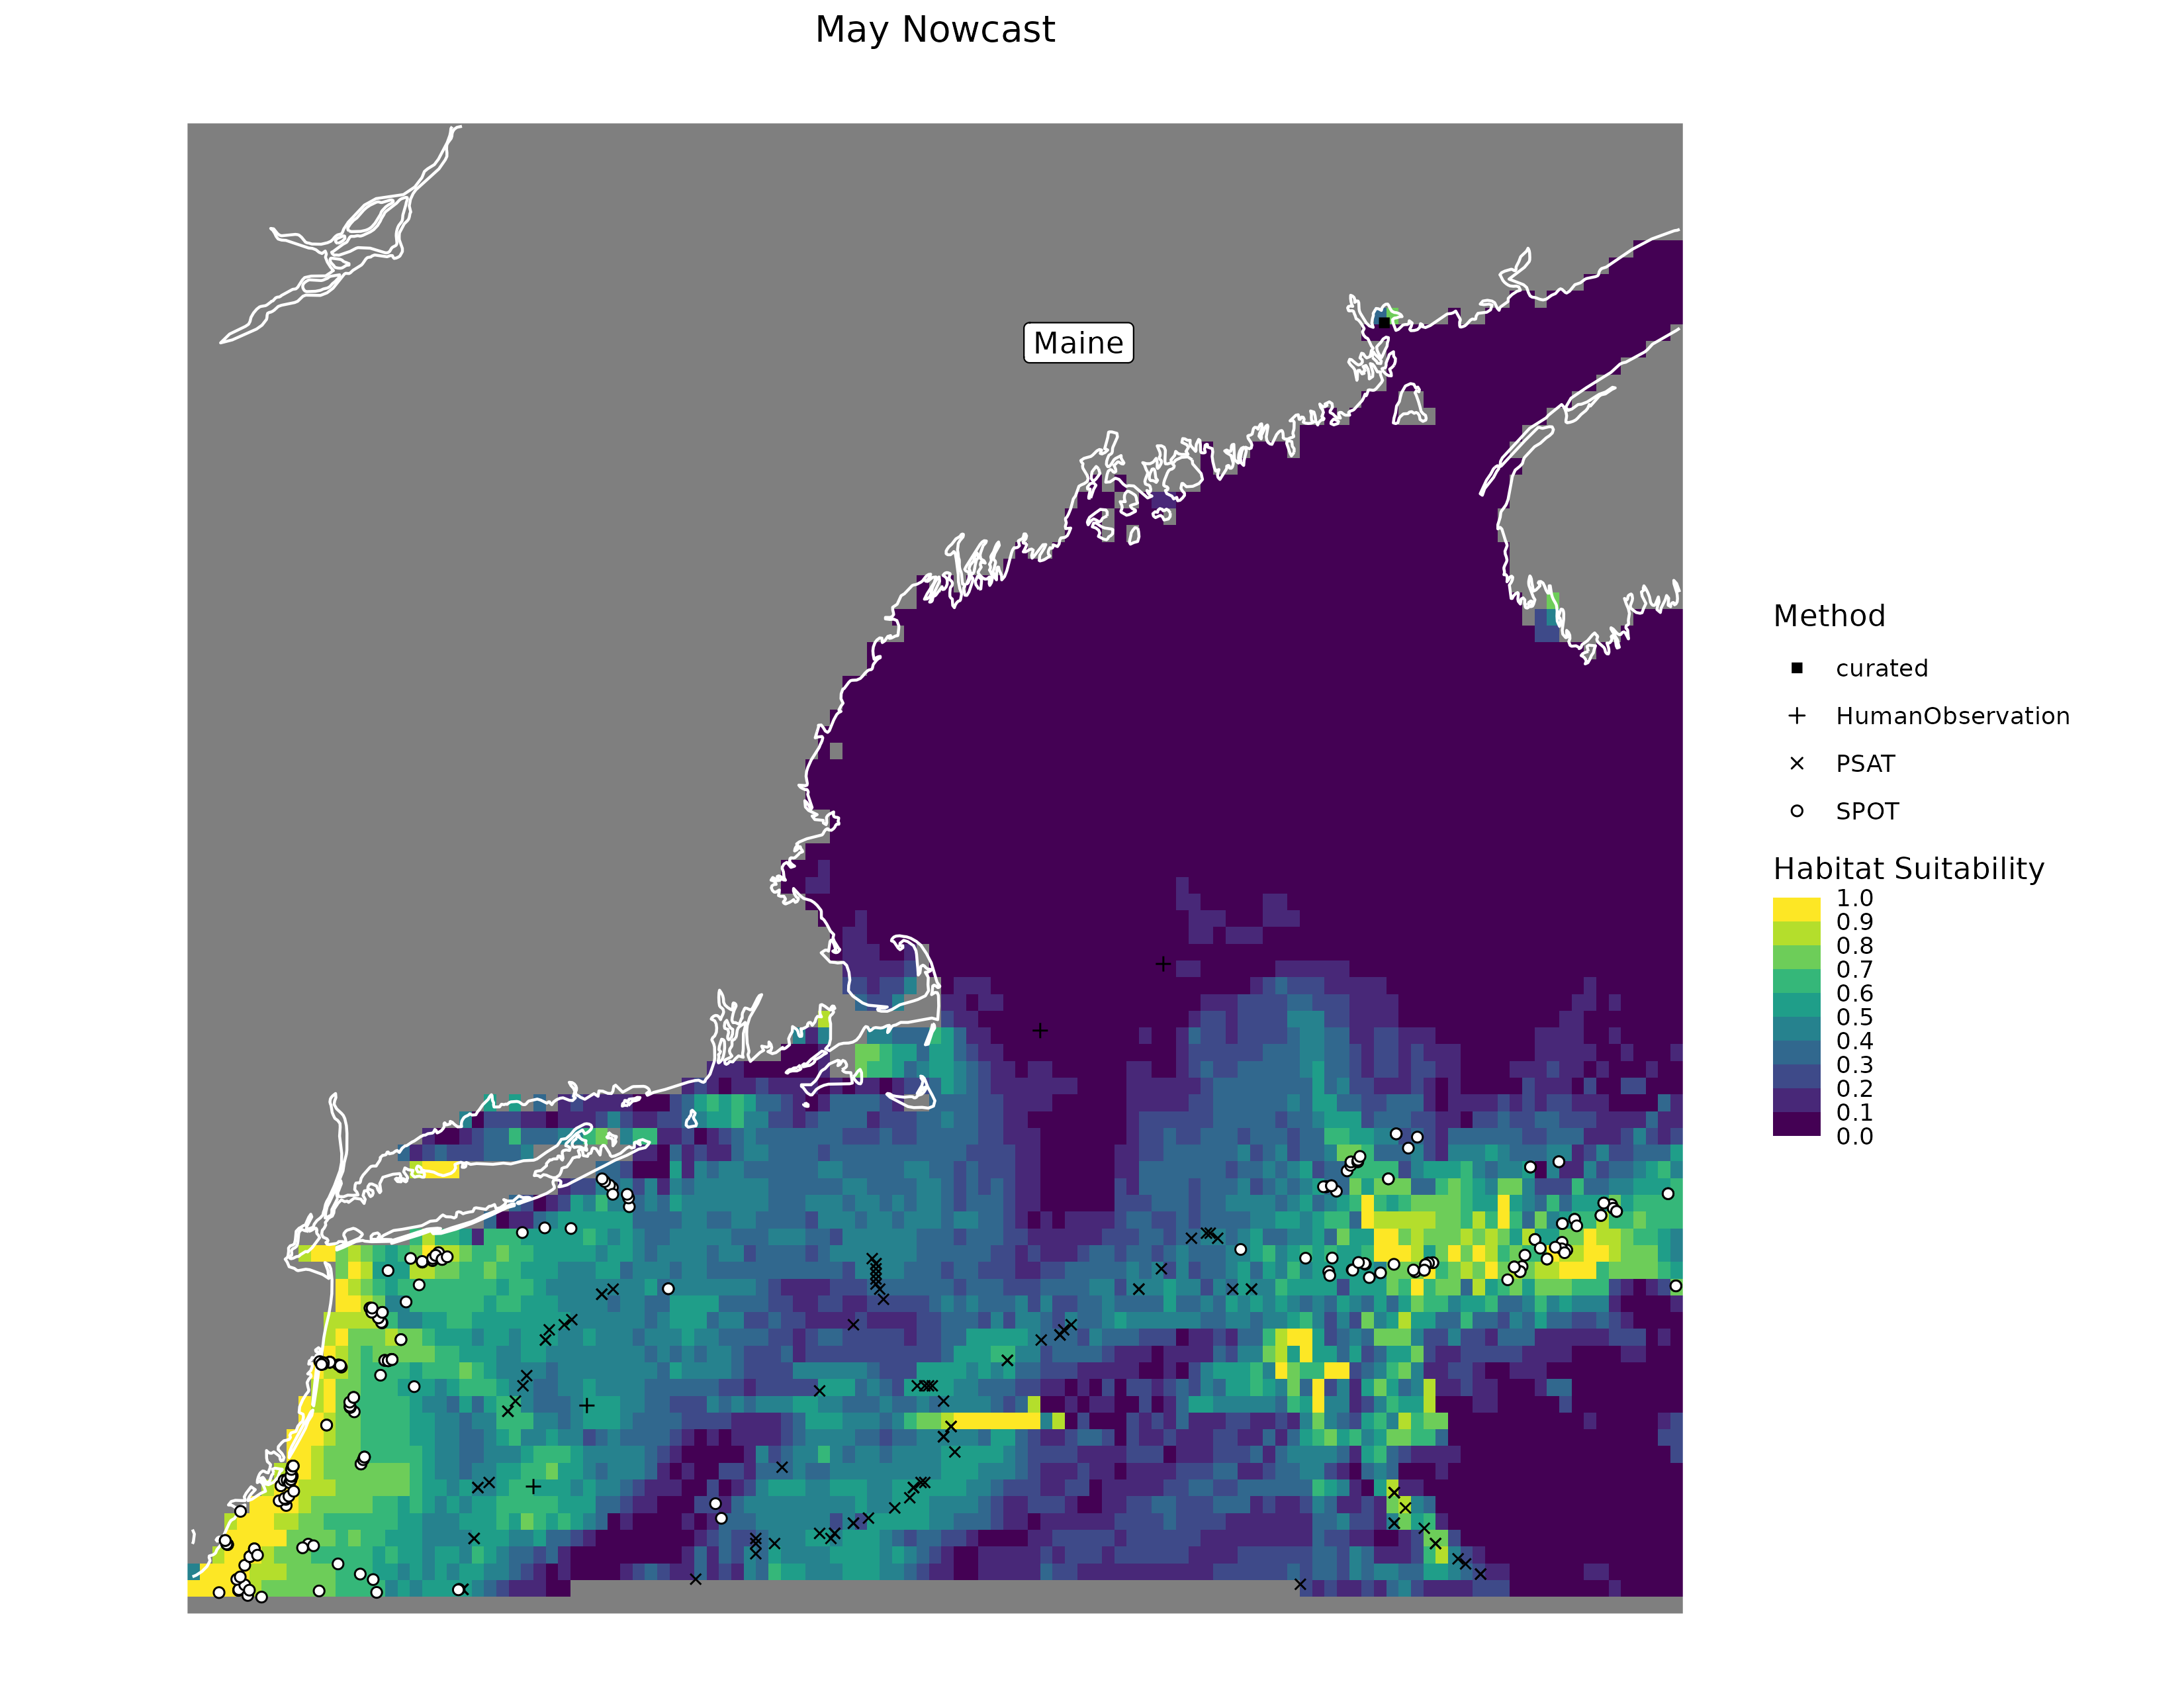 May Nowcast
Maine
Method
curated
HumanObservation
PSAT
SPOT
Habitat Suitability
1.0
0.9
0.8
0.7
0.6
0.5
0.4
0.3
0.2
0.1
0.0